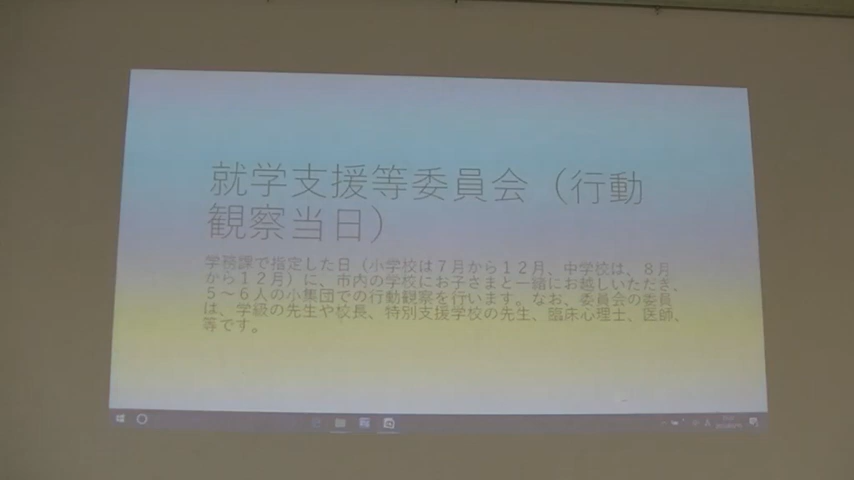 就学支援等委員会（行動
観察当日）
学務課で指定した日（小学校は７月から１２月、中学校は、８月
から１２月）に、市内の学校にお子さまと一緒にお越しいただき、
５～６人の小集団での行動観察を行います。なお、委員会の委員
は、学級の先生や校長、特別支援学校の先生、臨床心理士、医師、
等です。